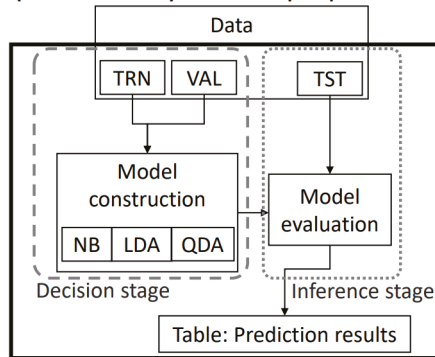 Data
TRN VAL TST
Model
construction
NB LDA QDA
Model
evaluation
Decision stage
Inference stage
Table: Prediction results